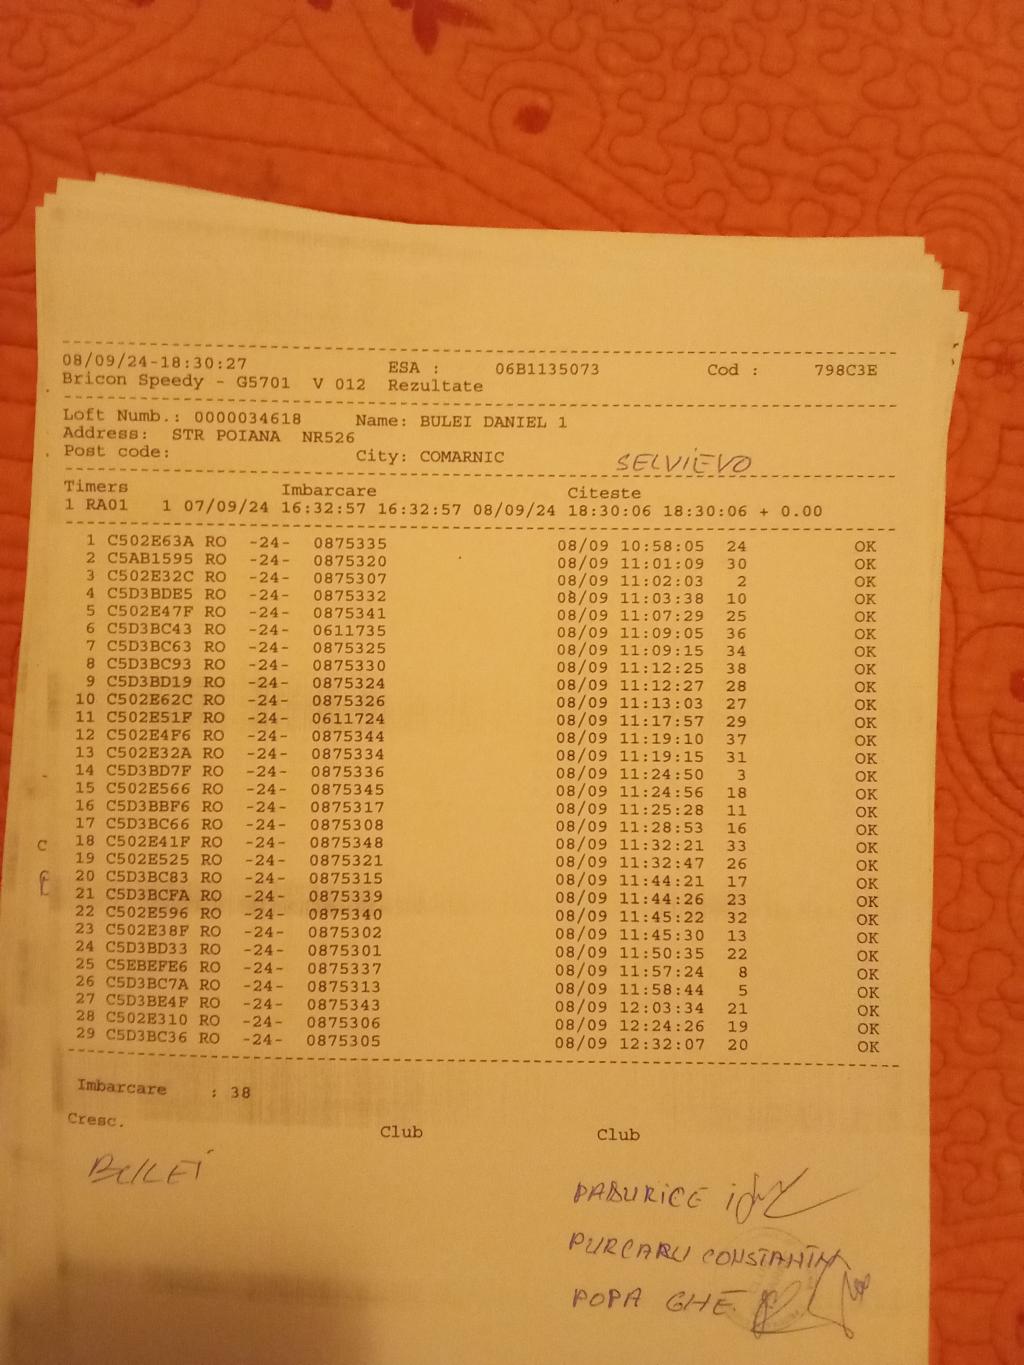 08/09/24-18:30:27 ESA : 06B1135073 Cod : 798C3E
Bricon Speedy - G5701 V 012 Rezultate
Loft Numb.: 0000034618 Name: BULEI DANIEL 1
Address: STR POIANA NR526
Post code: City: COMARNIC SELVIEVO
Timers Imbarcare Citeste
1 RA01 1 07/09/24 16:32:57 16:32:57 08/09/24 18:30:06 18:30:06 + 0.00
1 C502E63A RO -24- 0875335 08/09 10:58:05 24 OK
2 C5AB1595 RO -24- 0875320 08/09 11:01:09 30 OK
3 C502E32C RO -24- 0875307 08/09 11:02:03 2 OK
4 C5D3BDE5 RO -24- 0875332 08/09 11:03:38 10 OK
5 C502E47F RO -24- 0875341 08/09 11:07:29 25 OK
6 C5D3BC43 RO -24- 0611735 08/09 11:09:05 36 OK
7 C5D3BC63 RO -24- 0875325 08/09 11:09:15 34 OK
8 C5D3BC93 RO -24- 0875330 08/09 11:12:25 38 OK
9 C5D3BD19 RO -24- 0875324 08/09 11:12:27 28 OK
10 C502E62C RO -24- 0875326 08/09 11:13:03 27 OK
11 C502E51F RO -24- 0611724 08/09 11:17:57 29 OK
12 C502E4F6 RO -24- 0875344 08/09 11:19:10 37 OK
13 C502E32A RO -24- 0875334 08/09 11:19:15 31 OK
14 C5D3BD7F RO -24- 0875336 08/09 11:24:50 3 OK
15 C502E566 RO -24- 0875345 08/09 11:24:56 18 OK
16 C5D3BBF6 RO -24- 0875317 08/09 11:25:28 11 OK
17 C5D3BC66 RO -24- 0875308 08/09 11:28:53 16 OK
18 C502E41F RO -24- 0875348 08/09 11:32:21 33 OK
19 C502E525 RO -24- 0875321 08/09 11:32:47 26 OK
20 C5D3BC83 RO -24- 0875315 08/09 11:44:21 17 OK
21 C5D3BCFA RO -24- 0875339 08/09 11:44:26 23 OK
22 C502E596 RO -24- 0875340 08/09 11:45:22 32 OK
23 C502E38F RO -24- 0875302 08/09 11:45:30 13 OK
24 C5D3BD33 RO -24- 0875301 08/09 11:50:35 22 OK
25 C5EBEFE6 RO -24- 0875337 08/09 11:57:24 8 OK
26 C5D3BC7A RO -24- 0875313 08/09 11:58:44 5 OK
27 C5D3BE4F RO -24- 0875343 08/09 12:03:34 21 OK
28 C502E310 RO -24- 0875306 08/09 12:24:26 19 OK
29 C5D3BC36 RO -24- 0875305 08/09 12:32:07 20 OK
Imbarcare : 38
Cresc. Club Club
BULEI
PABURICE
PURCARU CONSTANTIN
POPA GHE.